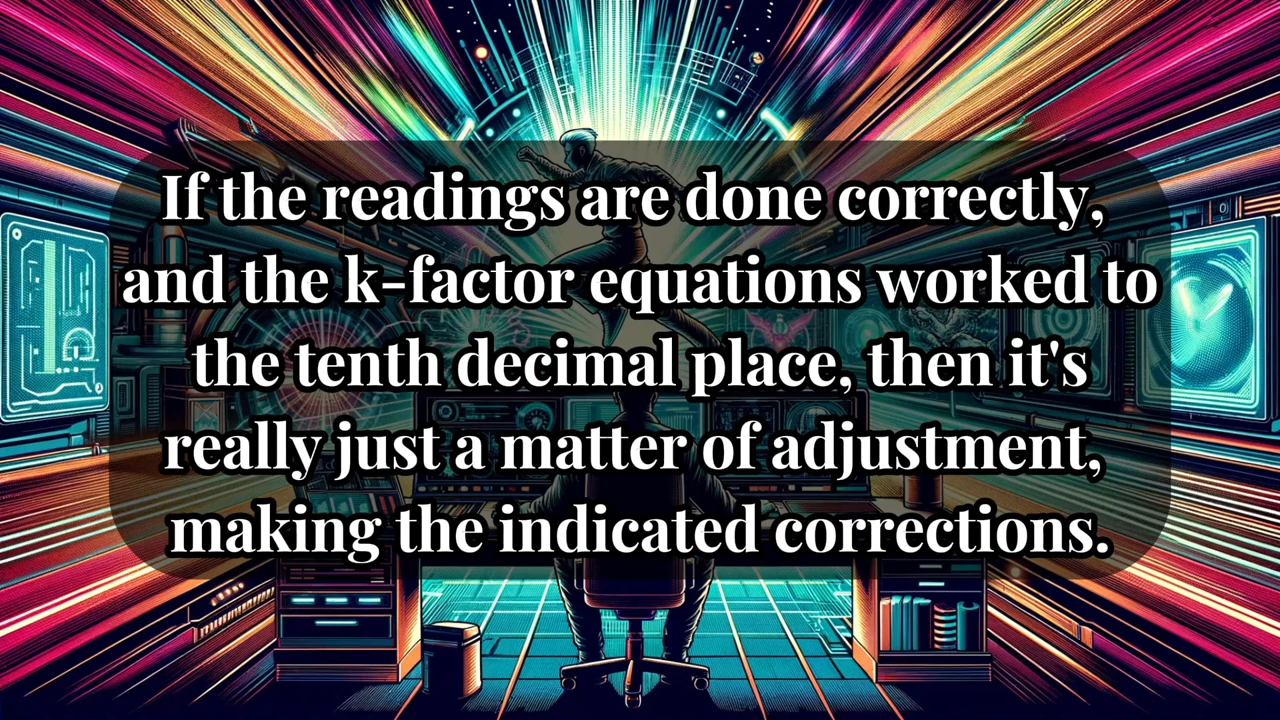 If the readings are done correctly,
and the k-factor equations worked to
the tenth decimal place, then it's
really just a matter of adjustment,
making the indicated corrections.